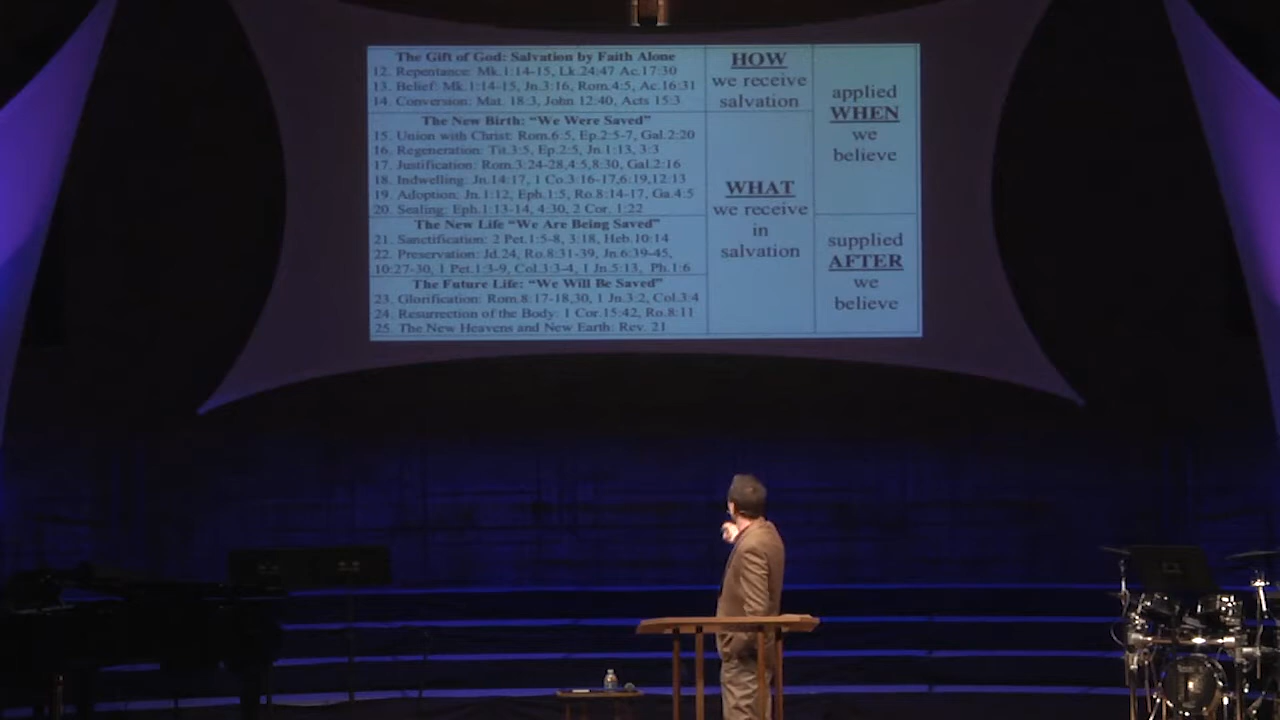 The Gift of God: Salvation by Faith Alone
12. Repentance: Mk.1:14-15, Lk.24:47 Ac.17:30
13. Belief: Mk.1:14-15, Jn.3:16, Rom.4:5, Ac.16:31
14. Conversion: Mat. 18:3, John 12:40, Acts 15:3
The New Birth: “We Were Saved”
15. Union with Christ: Rom.6:5, Ep.2:5-7, Gal.2:20
16. Regeneration: Tit.3:5, Ep.2:5, Jn.1:13, 3:3
17. Justification: Rom.3:24-28,4:5,8:30, Gal.2:16
18. Indwelling: Jn.14:17, 1 Co.3:16-17,6:19,12:13
19. Adoption: Jn.1:12, Eph.1:5, Ro.8:14-17, Ga.4:5
20. Sealing: Eph.1:13-14, 4:30, 2 Cor. 1:22
The New Life “We Are Being Saved”
21. Sanctification: 2 Pet.1:5-8, 3:18, Heb.10:14
22. Preservation: Jd.24, Ro.8:31-39, Jn.6:39-45,
10:27-30, 1 Pet.1:3-9, Col.3:3-4, 1 Jn.5:13, Ph.1:6
The Future Life: “We Will Be Saved”
23. Glorification: Rom.8:17-18,30, 1 Jn.3:2, Col.3:4
24. Resurrection of the Body: 1 Cor.15:42, Ro.8:11
25. The New Heavens and New Earth: Rev. 21
HOW
we receive
salvation
WHAT
we receive
in
salvation
applied
WHEN
we
believe
supplied
AFTER
we
believe